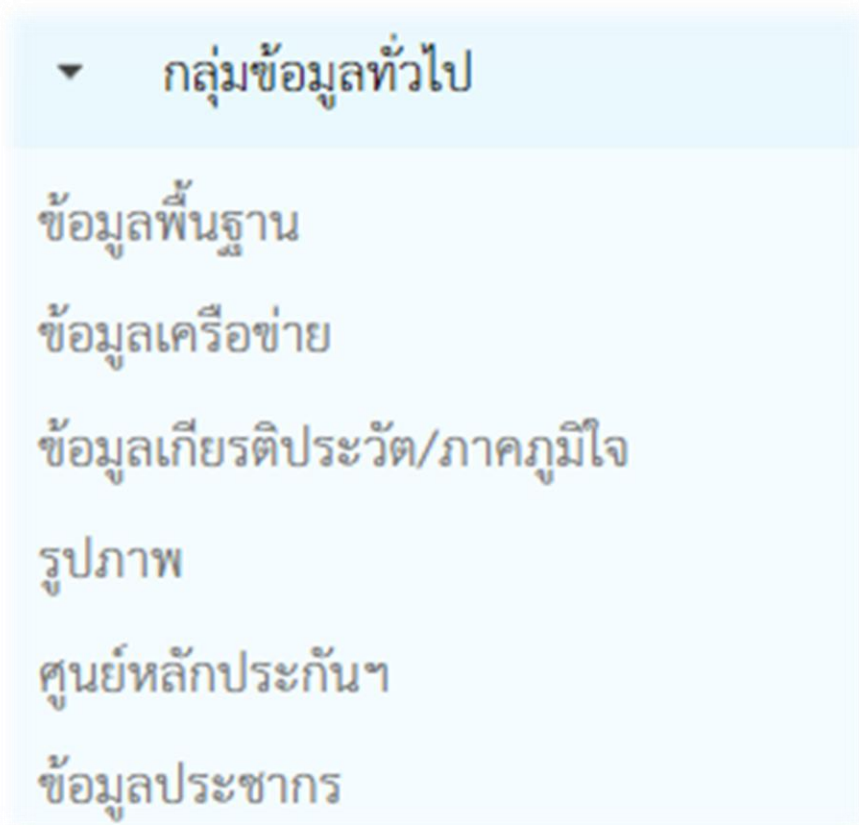 กลุ่มข้อมูลทั่วไป
ข้อมูลพื้นฐาน
ข้อมูลเครือข่าย
ข้อมูลเกียรติประวัต/ภาคภูมิใจ
รูปภาพ
ศูนย์หลักประกันฯ
ข้อมูลประชากร